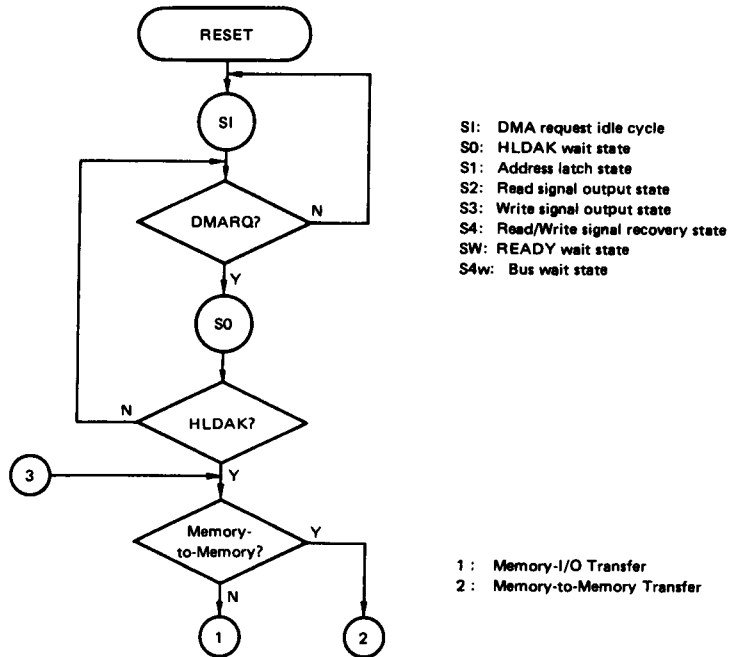 RESET
SI
DMARQ?
N
Y
S0
N
HLDAK?
3
Y
Memory-
to-Memory?
Y
N
1
2
SI: DMA request idle cycle
S0: HLDAK wait state
S1: Address latch state
S2: Read signal output state
S3: Write signal output state
S4: Read/Write signal recovery state
SW: READY wait state
S4w: Bus wait state
1 : Memory-I/O Transfer
2 : Memory-to-Memory Transfer